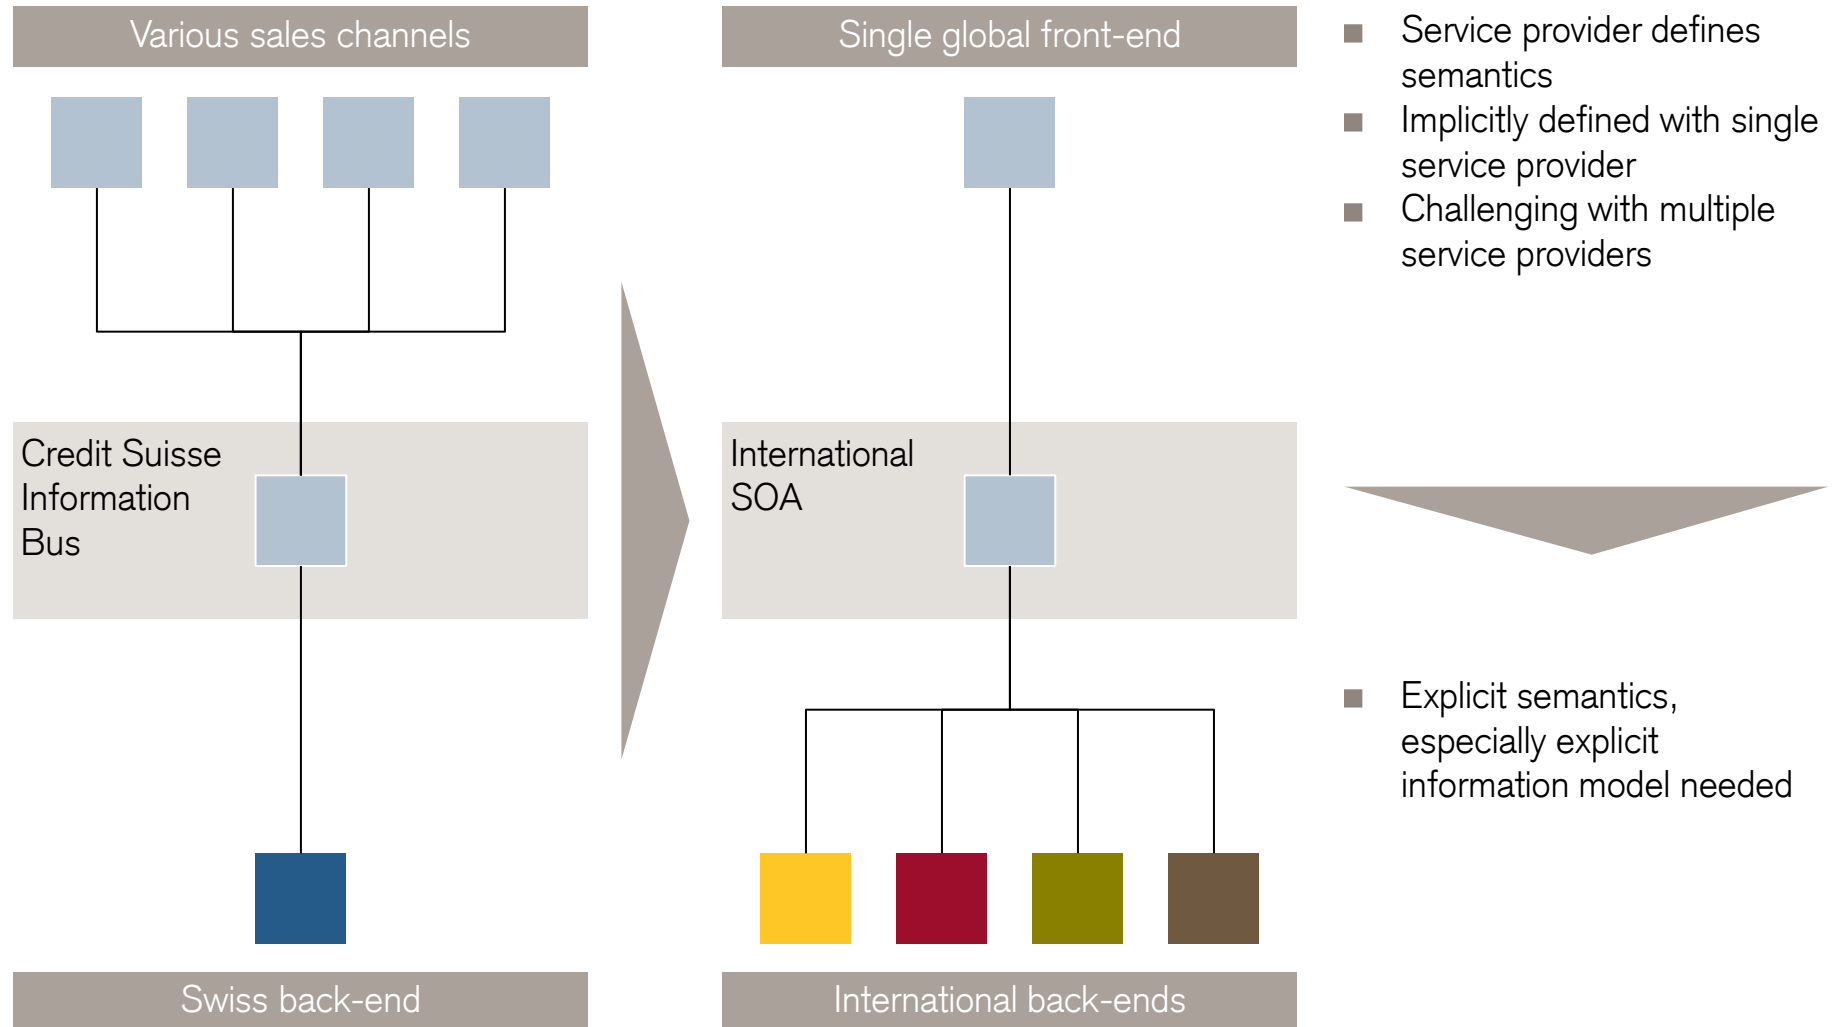 Various sales channels
Credit Suisse
Information
Bus
Swiss back-end
Single global front-end
International
SOA
International back-ends
Service provider defines
semantics
Implicitly defined with single
service provider
Challenging with multiple
service providers
Explicit semantics,
especially explicit
information model needed